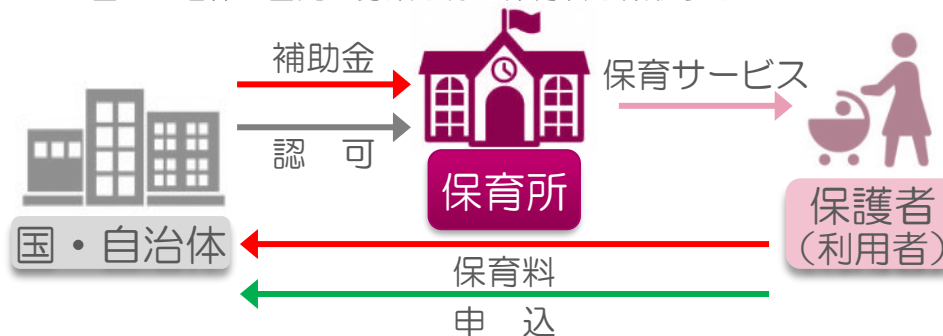 補助金
保育サービス
認 可
保育所
保護者
(利用者)
国・自治体
保育料
申 込